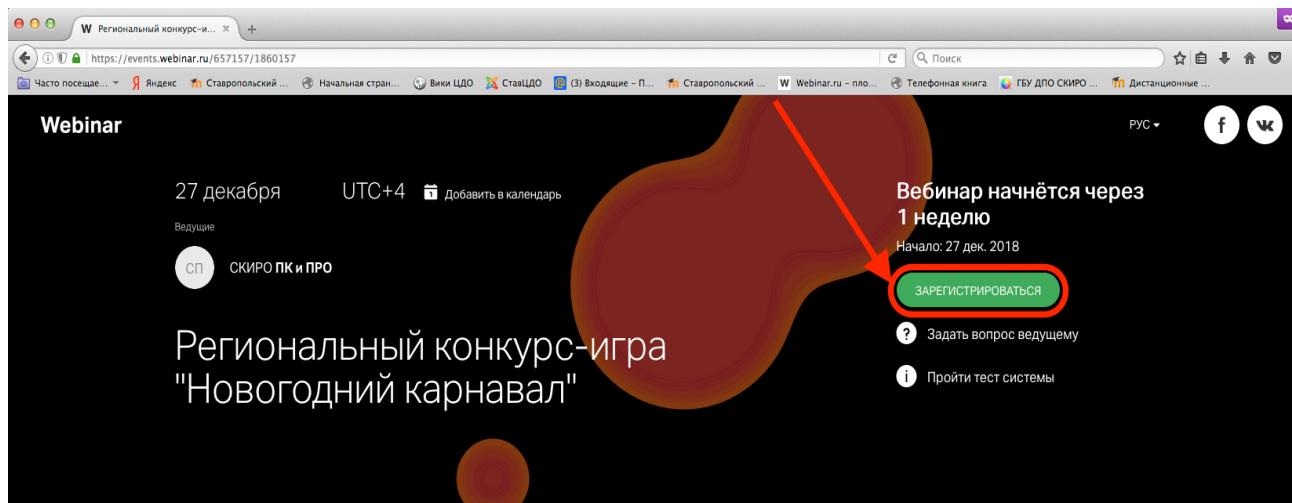 W Региональный конкурс-и... × +
https://events.webinar.ru/657157/1860157
Поиск
Часто посещае... Яндекс Ставропольский ... Начальная стран... Вики ЦДО СтавЦДО (3) Входящие – П... Ставропольский ... W Webinar.ru – пло... Телефонная книга ГБУ ДПО СКИРО ... Дистанционные ...
Webinar
РУС
f
27 декабря UTC+4 1 Добавить в календарь
Ведущие
СП СКИРО ПК и ПРО
Региональный конкурс-игра
"Новогодний карнавал"
Вебинар начнётся через
1 неделю
Начало: 27 дек. 2018
ЗАРЕГИСТРИРОВАТЬСЯ
? Задать вопрос ведущему
i Пройти тест системы